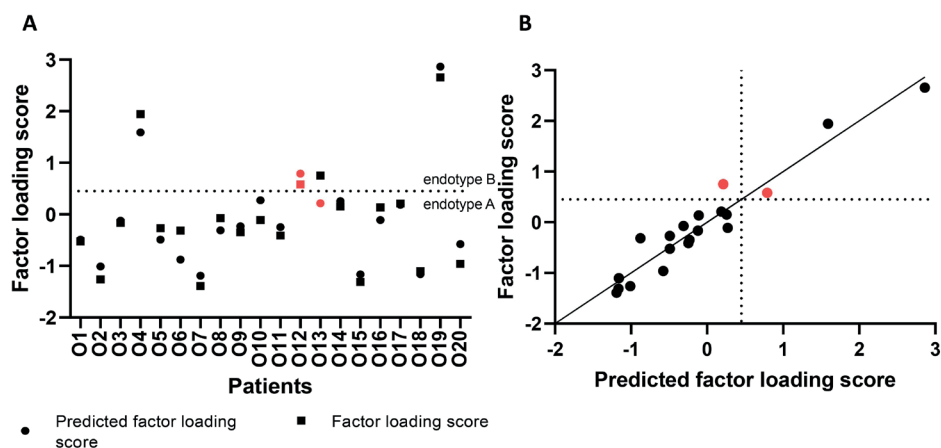 A
Factor loading score
3
2
1
0
-1
-2
endotype B
endotype A
O1
O2
O3
O4
O5
O6
O7
O8
O9
O10
O11
O12
O13
O14
O15
O16
O17
O18
O19
O20
Patients
Predicted factor loading
score
Factor loading score
B
Factor loading score
3
2
1
0
-1
-2
-2
-1
0
1
2
3
Predicted factor loading score